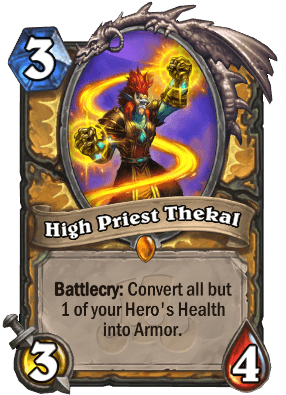 3
High Priest Thekal
Battlecry: Convert all but
1 of your Hero's Health
into Armor.
3
4